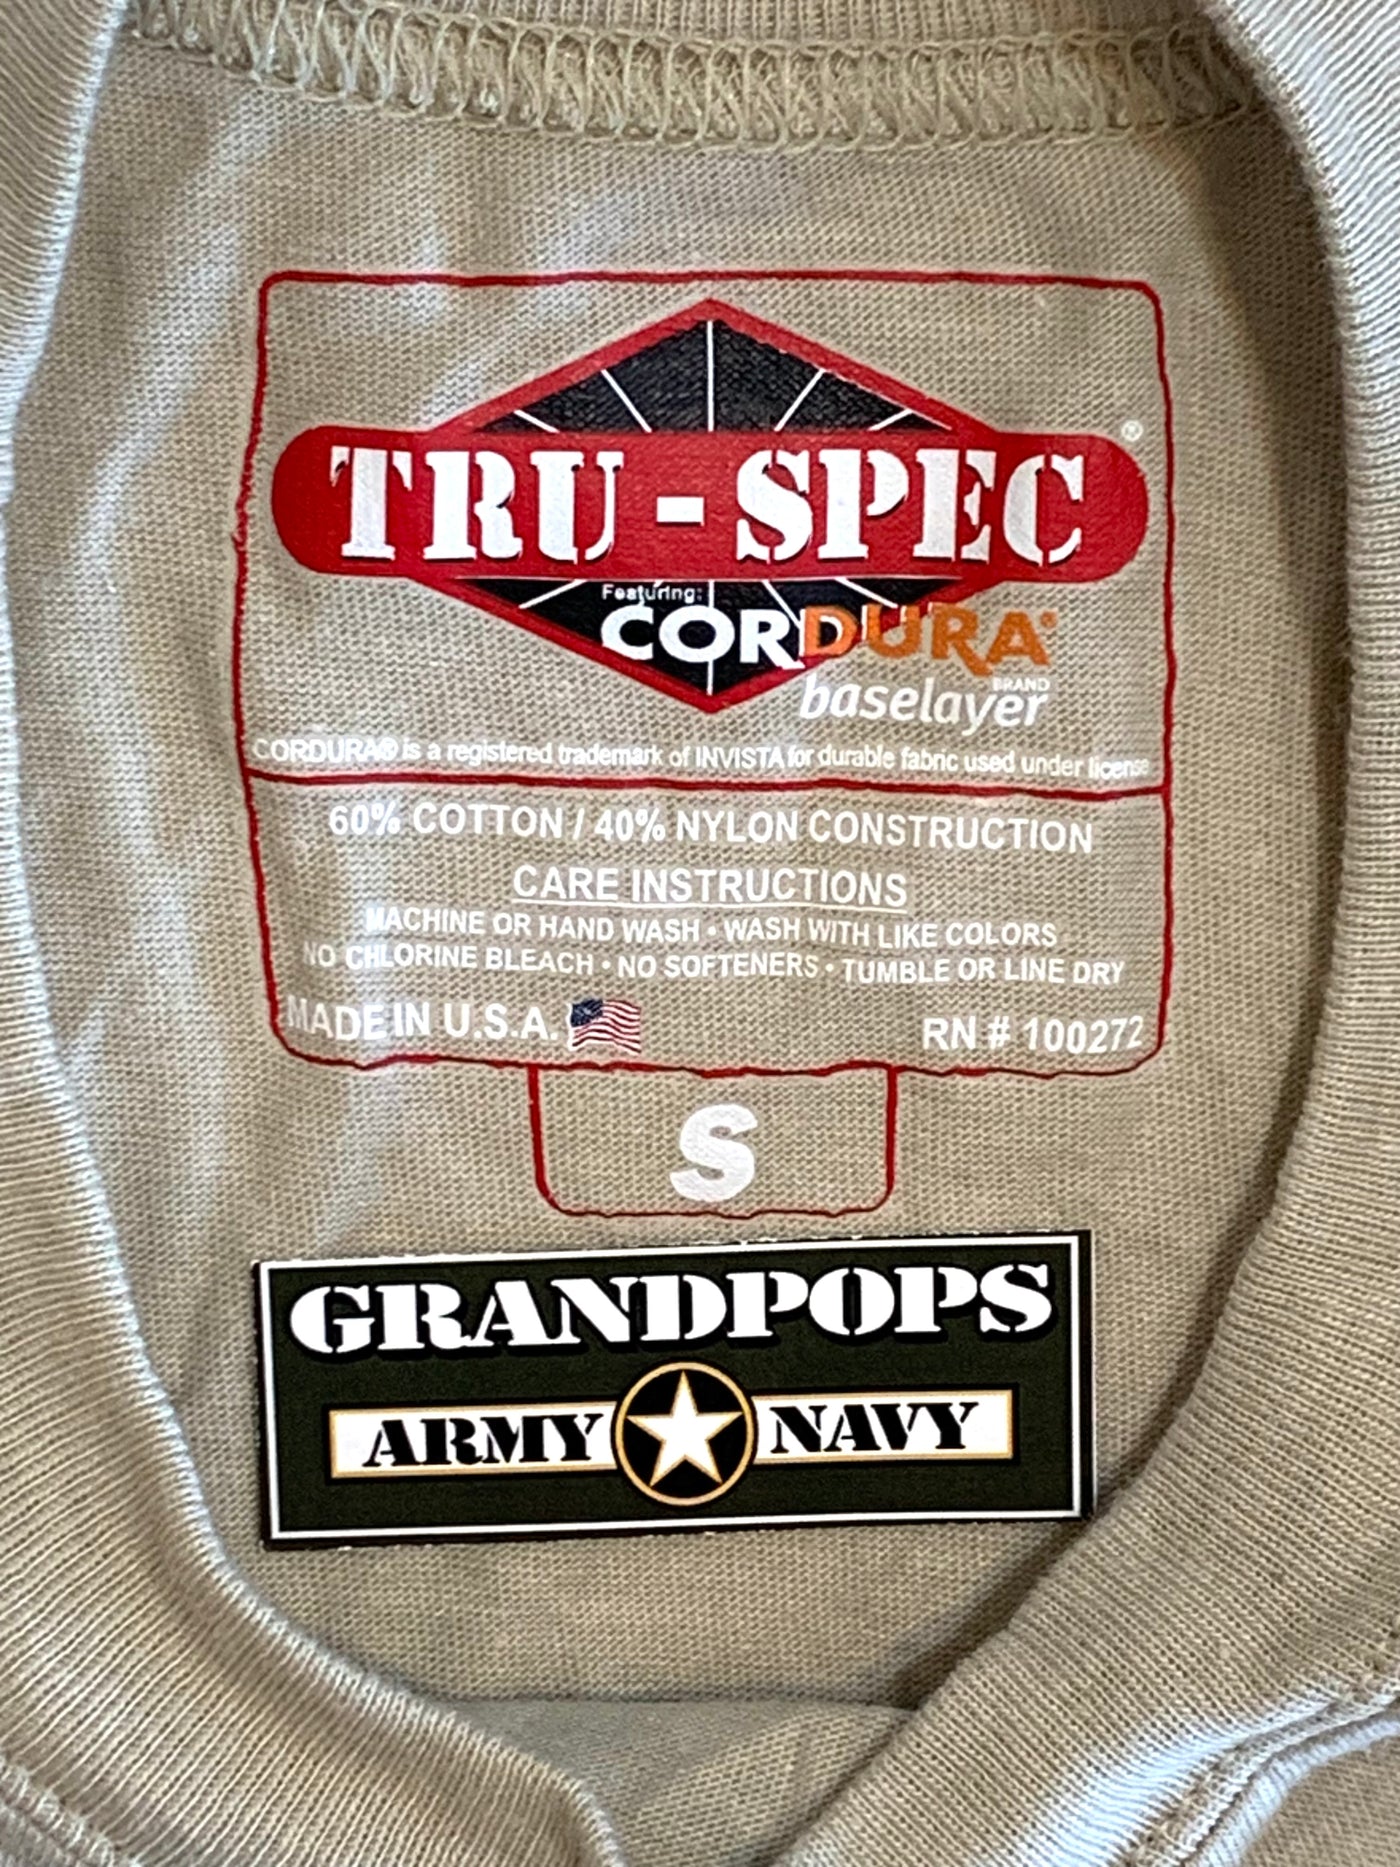 TRU-SPEC®
Featuring:
CORDURA®
BRAND
baselayer
CORDURA® is a registered trademark of INVISTA for durable fabric used under license
60% COTTON / 40% NYLON CONSTRUCTION
CARE INSTRUCTIONS
MACHINE OR HAND WASH • WASH WITH LIKE COLORS
NO CHLORINE BLEACH • NO SOFTENERS • TUMBLE OR LINE DRY
MADE IN U.S.A. RN # 100272
S
GRANDPOPS
ARMY NAVY